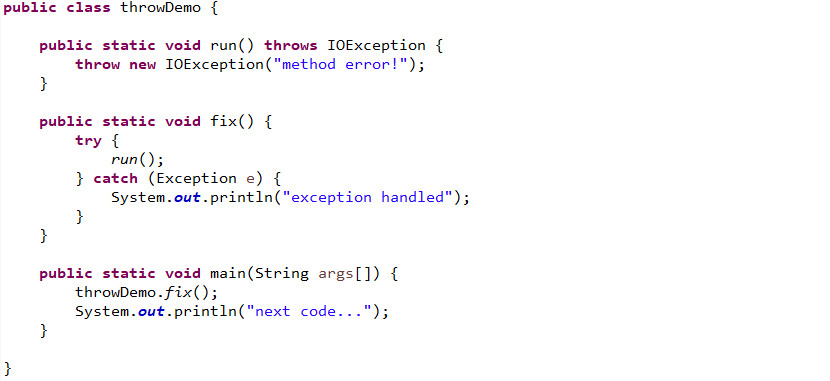 public class throwDemo {
public static void run() throws IOException {
throw new IOException("method error!");
}
public static void fix() {
try {
run();
} catch (Exception e) {
System.out.println("exception handled");
}
}
public static void main(String args[]) {
throwDemo.fix();
System.out.println("next code...");
}
}